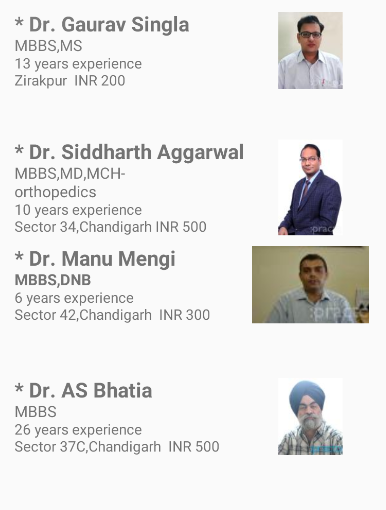 * Dr. Gaurav Singla
MBBS,MS
13 years experience
Zirakpur INR 200
* Dr. Siddharth Aggarwal
MBBS,MD,MCH-
orthopedics
10 years experience
Sector 34,Chandigarh INR 500
* Dr. Manu Mengi
MBBS,DNB
6 years experience
Sector 42,Chandigarh INR 300
* Dr. AS Bhatia
MBBS
26 years experience
Sector 37C,Chandigarh INR 500